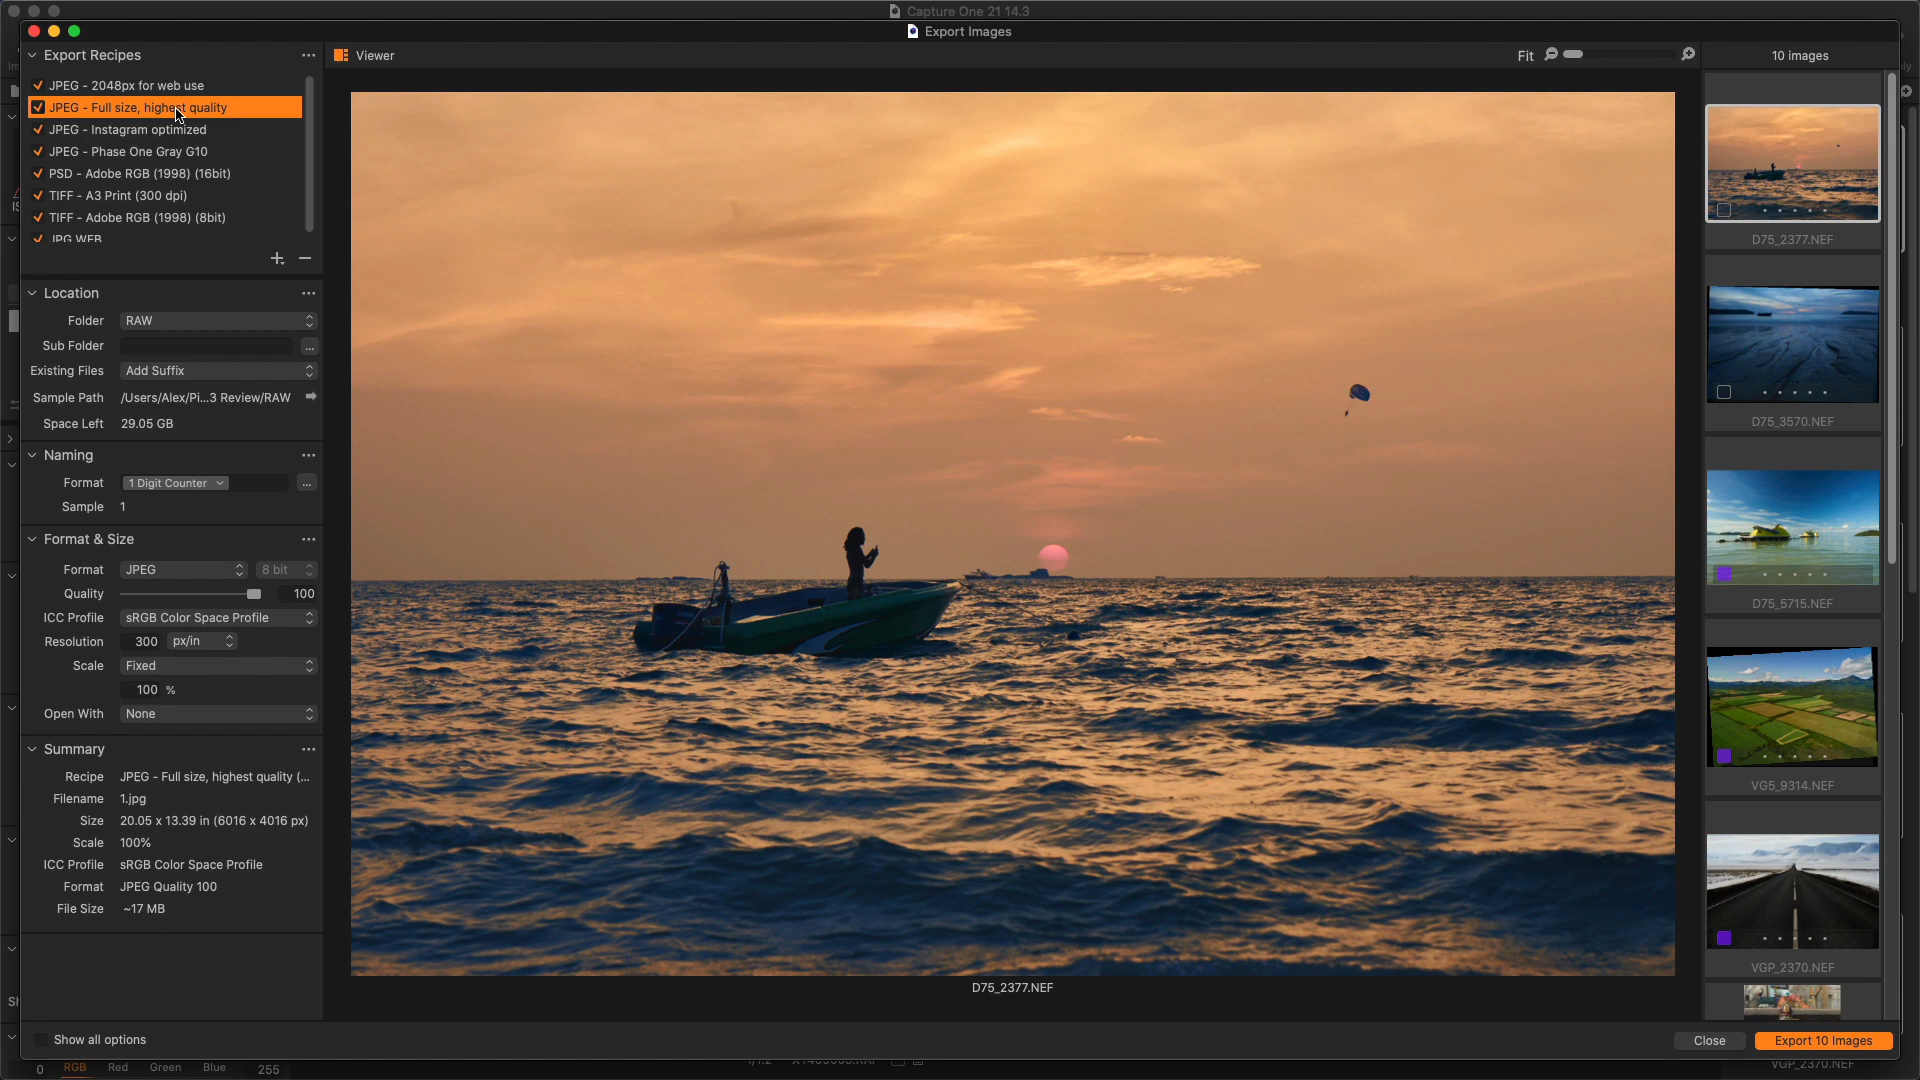 Capture One 21 14.3
Export Images
Export Recipes
JPEG - 2048px for web use
JPEG - Full size, highest quality
JPEG - Instagram optimized
JPEG - Phase One Gray G10
PSD - Adobe RGB (1998) (16bit)
TIFF - A3 Print (300 dpi)
TIFF - Adobe RGB (1998) (8bit)
JPG WEB
Location
Folder RAW
Sub Folder ...
Existing Files Add Suffix
Sample Path /Users/Alex/Pi...3 Review/RAW
Space Left 29.05 GB
Naming
Format 1 Digit Counter ...
Sample 1
Format & Size
Format JPEG 8 bit
Quality 100
ICC Profile sRGB Color Space Profile
Resolution 300 px/in
Scale Fixed
100 %
Open With None
Summary
Recipe JPEG - Full size, highest quality (...
Filename 1.jpg
Size 20.05 x 13.39 in (6016 x 4016 px)
Scale 100%
ICC Profile sRGB Color Space Profile
Format JPEG Quality 100
File Size ~17 MB
Show all options
Viewer
Fit
D75_2377.NEF
10 images
D75_2377.NEF
D75_3570.NEF
D75_5715.NEF
VG5_9314.NEF
VGP_2370.NEF
Close
Export 10 Images
0 RGB Red Green Blue 255
VGP_2370.NEF